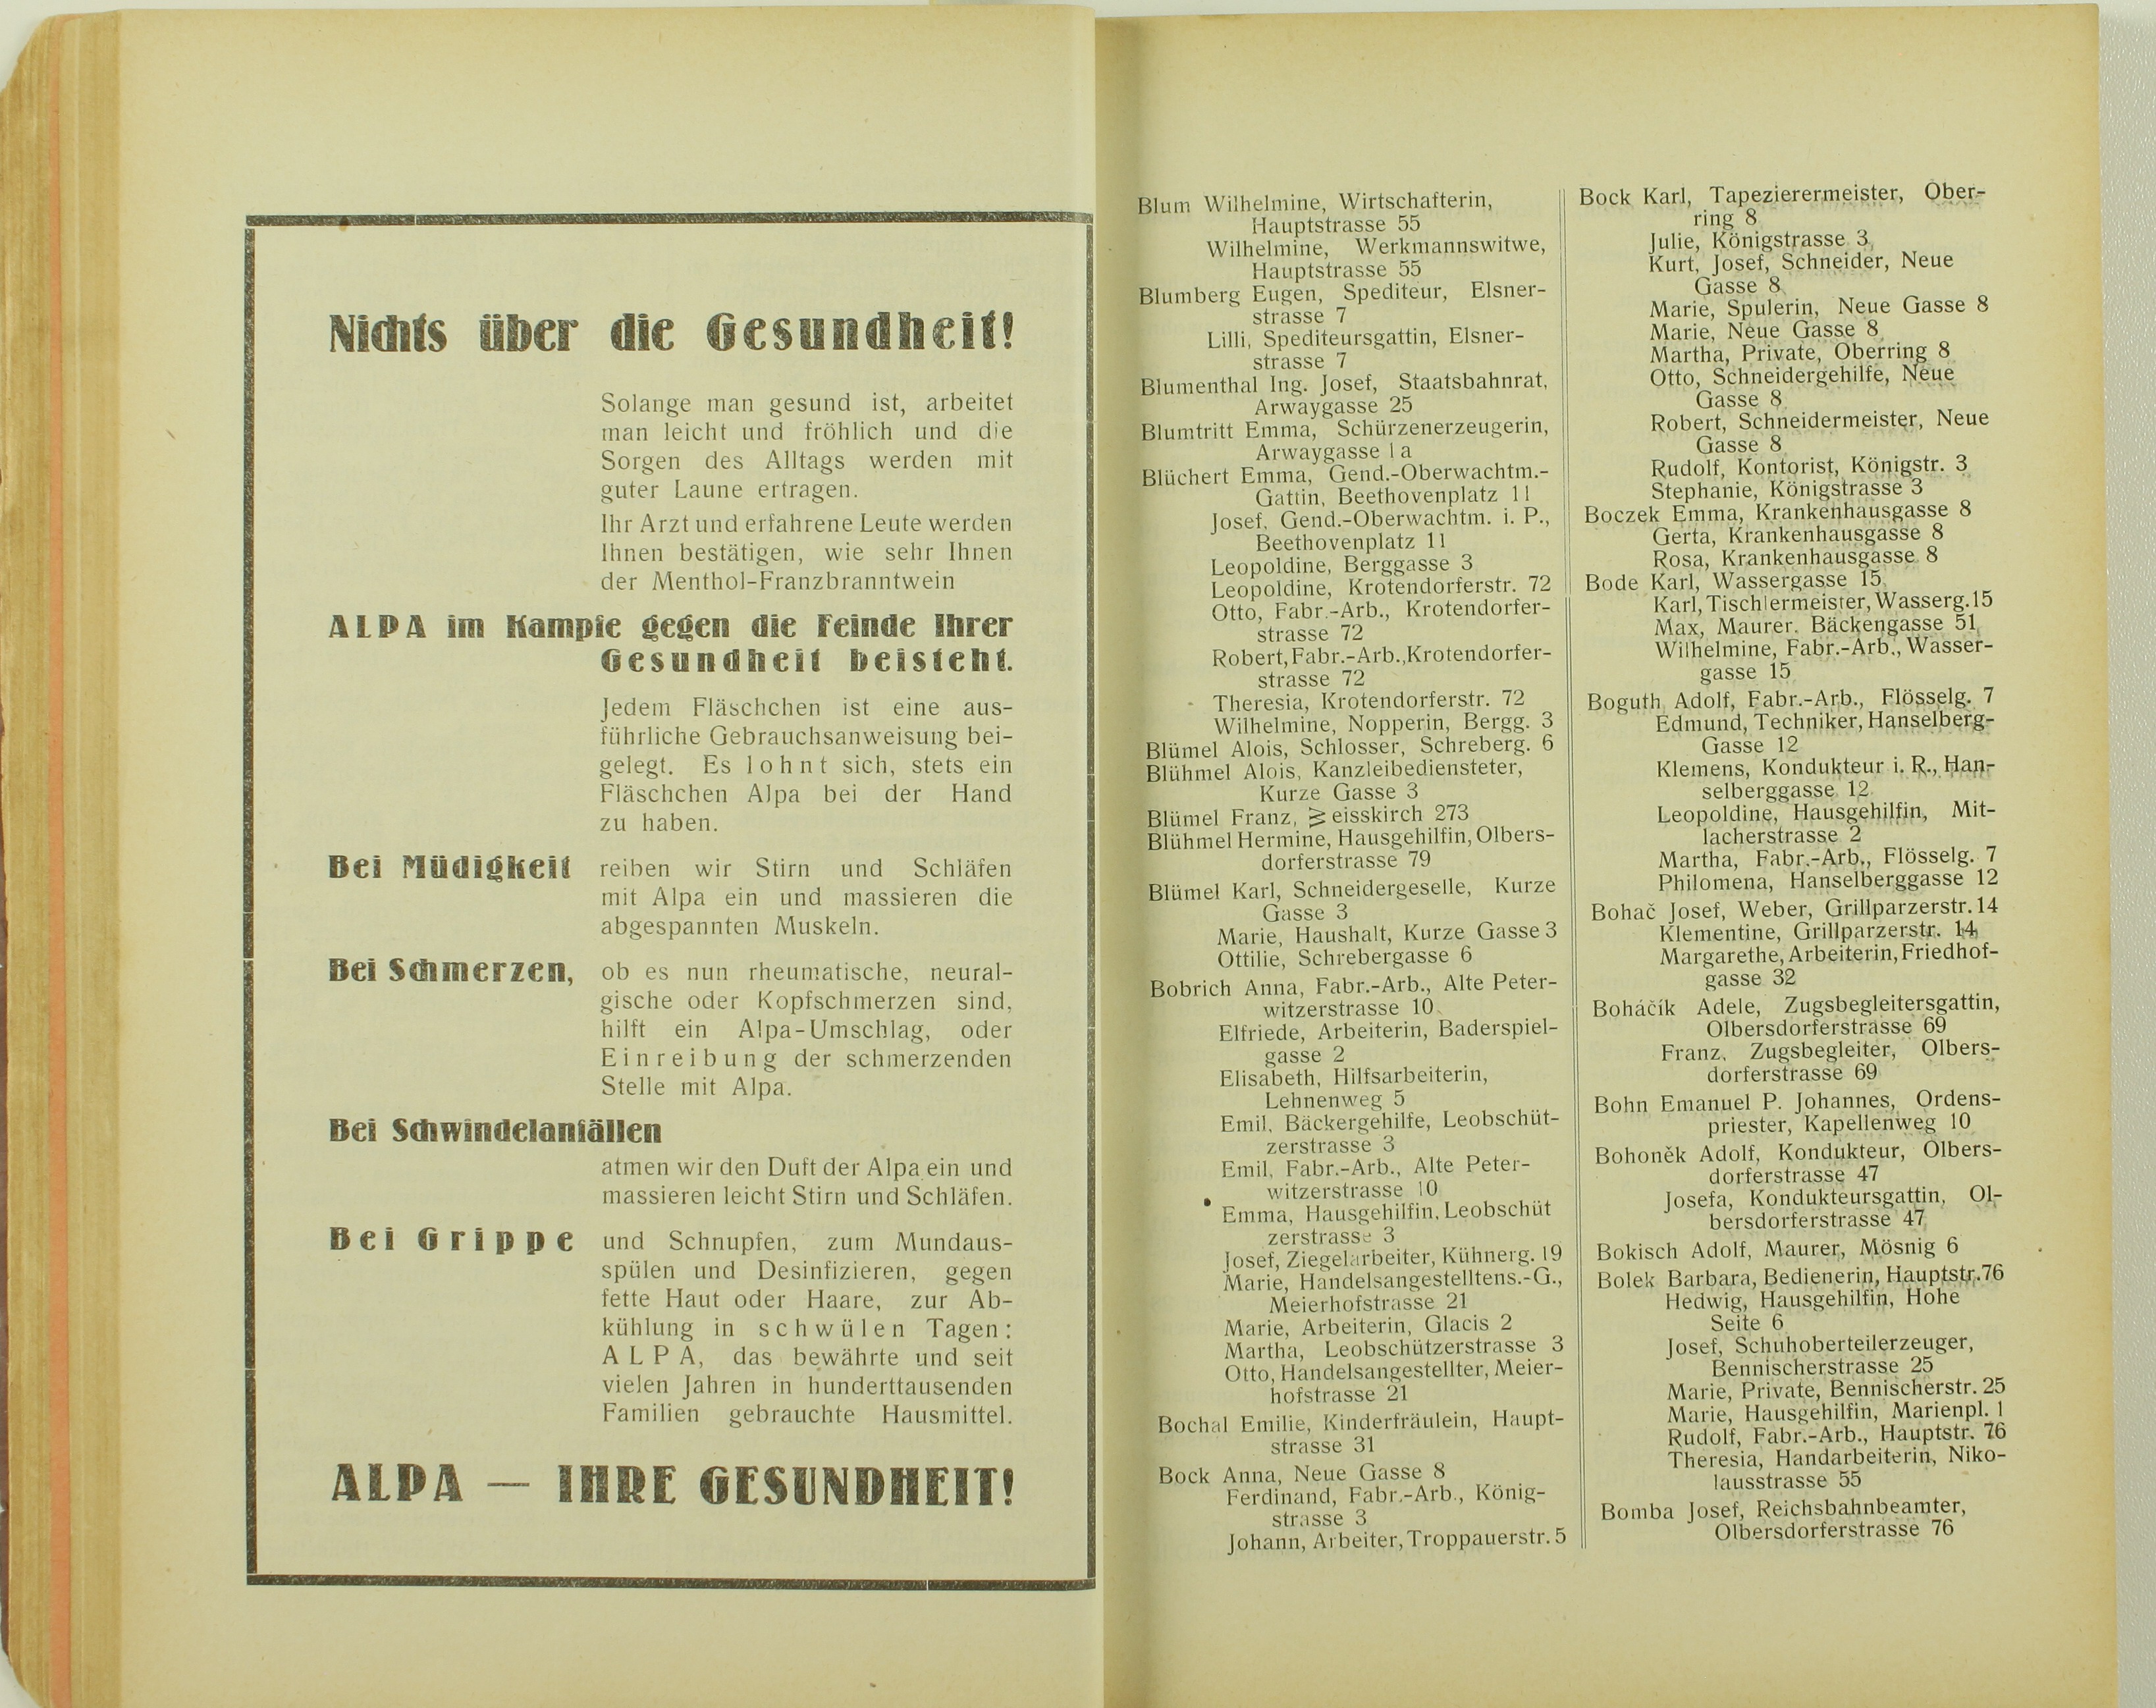 Nichts über die Gesundheit!
Solange man gesund ist, arbeitet
man leicht und fröhlich und die
Sorgen des Alltags werden mit
guter Laune ertragen.
Ihr Arzt und erfahrene Leute werden
Ihnen bestätigen, wie sehr Ihnen
der Menthol-Franzbranntwein
ALPA im Kampfe gegen die Feinde Ihrer
Gesundheit beisteht.
Jedem Fläschchen ist eine aus-
führliche Gebrauchsanweisung bei-
gelegt. Es lohnt sich, stets ein
Fläschchen Alpa bei der Hand
zu haben.
Bei Müdigkeit reiben wir Stirn und Schläfen
mit Alpa ein und massieren die
abgespannten Muskeln.
Bei Schmerzen, ob es nun rheumatische, neural-
gische oder Kopfschmerzen sind,
hilft ein Alpa-Umschlag, oder
Einreibung der schmerzenden
Stelle mit Alpa.
Bei Schwindelanfällen
atmen wir den Duft der Alpa ein und
massieren leicht Stirn und Schläfen.
Bei Grippe und Schnupfen, zum Mundaus-
spülen und Desinfizieren, gegen
fette Haut oder Haare, zur Ab-
kühlung in schwülen Tagen:
ALPA, das bewährte und seit
vielen Jahren in hunderttausenden
Familien gebrauchte Hausmittel.
ALPA — IHRE GESUNDHEIT!
Blum Wilhelmine, Wirtschafterin,
Hauptstrasse 55
Wilhelmine, Werkmannswitwe,
Hauptstrasse 55
Blumberg Eugen, Spediteur, Elsner-
strasse 7
Lilli, Spediteursgattin, Elsner-
strasse 7
Blumenthal Ing. Josef, Staatsbahnrat,
Arwaygasse 25
Blumtritt Emma, Schürzenerzeugerin,
Arwaygasse 1a
Blüchert Emma, Gend.-Oberwachtm.-
Gattin, Beethovenplatz 11
Josef, Gend.-Oberwachtm. i. P.,
Beethovenplatz 11
Leopoldine, Berggasse 3
Leopoldine, Krotendorferstr. 72
Otto, Fabr.-Arb., Krotendorfer-
strasse 72
Robert, Fabr.-Arb., Krotendorfer-
strasse 72
Theresia, Krotendorferstr. 72
Wilhelmine, Nopperin, Bergg. 3
Blümel Alois, Schlosser, Schreberg. 6
Blühmel Alois, Kanzleibediensteter,
Kurze Gasse 3
Blümel Franz, Weisskirch 273
Blühmel Hermine, Hausgehilfin, Olbers-
dorferstrasse 79
Blümel Karl, Schneidergeselle, Kurze
Gasse 3
Marie, Haushalt, Kurze Gasse 3
Ottilie, Schrebergasse 6
Bobrich Anna, Fabr.-Arb., Alte Peter-
witzerstrasse 10
Elfriede, Arbeiterin, Baderspiel-
gasse 2
Elisabeth, Hilfsarbeiterin,
Lehnenweg 5
Emil, Bäckergehilfe, Leobschüt-
zerstrasse 3
Emil, Fabr.-Arb., Alte Peter-
witzerstrasse 10
Emma, Hausgehilfin, Leobschüt
zerstrasse 3
Josef, Ziegelarbeiter, Kühnerg. 19
Marie, Handelsangestelltens.-G.,
Meierhofstrasse 21
Marie, Arbeiterin, Glacis 2
Martha, Leobschützerstrasse 3
Otto, Handelsangestellter, Meier-
hofstrasse 21
Bochal Emilie, Kinderfräulein, Haupt-
strasse 31
Bock Anna, Neue Gasse 8
Ferdinand, Fabr.-Arb., König-
strasse 3
Johann, Arbeiter, Troppauerstr. 5
Bock Karl, Tapezierermeister, Ober-
ring 8
Julie, Königstrasse 3
Kurt, Josef, Schneider, Neue
Gasse 8
Marie, Spulerin, Neue Gasse 8
Marie, Neue Gasse 8
Martha, Private, Oberring 8
Otto, Schneidergehilfe, Neue
Gasse 8
Robert, Schneidermeister, Neue
Gasse 8
Rudolf, Kontorist, Königstr. 3
Stephanie, Königstrasse 3
Boczek Emma, Krankenhausgasse 8
Gerta, Krankenhausgasse 8
Rosa, Krankenhausgasse 8
Bode Karl, Wassergasse 15
Karl, Tischlermeister, Wasserg. 15
Max, Maurer. Bäckengasse 51
Wilhelmine, Fabr.-Arb., Wasser-
gasse 15
Boguth Adolf, Fabr.-Arb., Flösselg. 7
Edmund, Techniker, Hanselberg-
Gasse 12
Klemens, Kondukteur i. R., Han-
selberggasse 12
Leopoldine, Hausgehilfin, Mit-
lacherstrasse 2
Martha, Fabr.-Arb., Flösselg. 7
Philomena, Hanselberggasse 12
Bohač Josef, Weber, Grillparzerstr. 14
Klementine, Grillparzerstr. 14
Margarethe, Arbeiterin, Friedhof-
gasse 32
Boháčík Adele, Zugsbegleitersgattin,
Olbersdorferstrasse 69
Franz, Zugsbegleiter, Olbers-
dorferstrasse 69
Bohn Emanuel P. Johannes, Ordens-
priester, Kapellenweg 10
Bohoněk Adolf, Kondukteur, Olbers-
dorferstrasse 47
Josefa, Kondukteursgattin, Ol-
bersdorferstrasse 47
Bokisch Adolf, Maurer, Mösnig 6
Bolek Barbara, Bedienerin, Hauptstr. 76
Hedwig, Hausgehilfin, Hohe
Seite 6
Josef, Schuhoberteilerzeuger,
Bennischerstrasse 25
Marie, Private, Bennischerstr. 25
Marie, Hausgehilfin, Marienpl. 1
Rudolf, Fabr.-Arb., Hauptstr. 76
Theresia, Handarbeiterin, Niko-
lausstrasse 55
Bomba Josef, Reichsbahnbeamter,
Olbersdorferstrasse 76